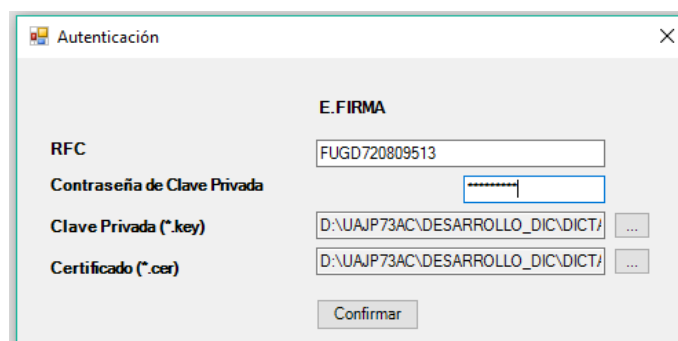 Autenticación
E.FIRMA
RFC FUGD720809513
Contraseña de Clave Privada *********
Clave Privada (*.key) D:\UAJP73AC\DESARROLLO_DIC\DICTA ...
Certificado (*.cer) D:\UAJP73AC\DESARROLLO_DIC\DICTA ...
Confirmar